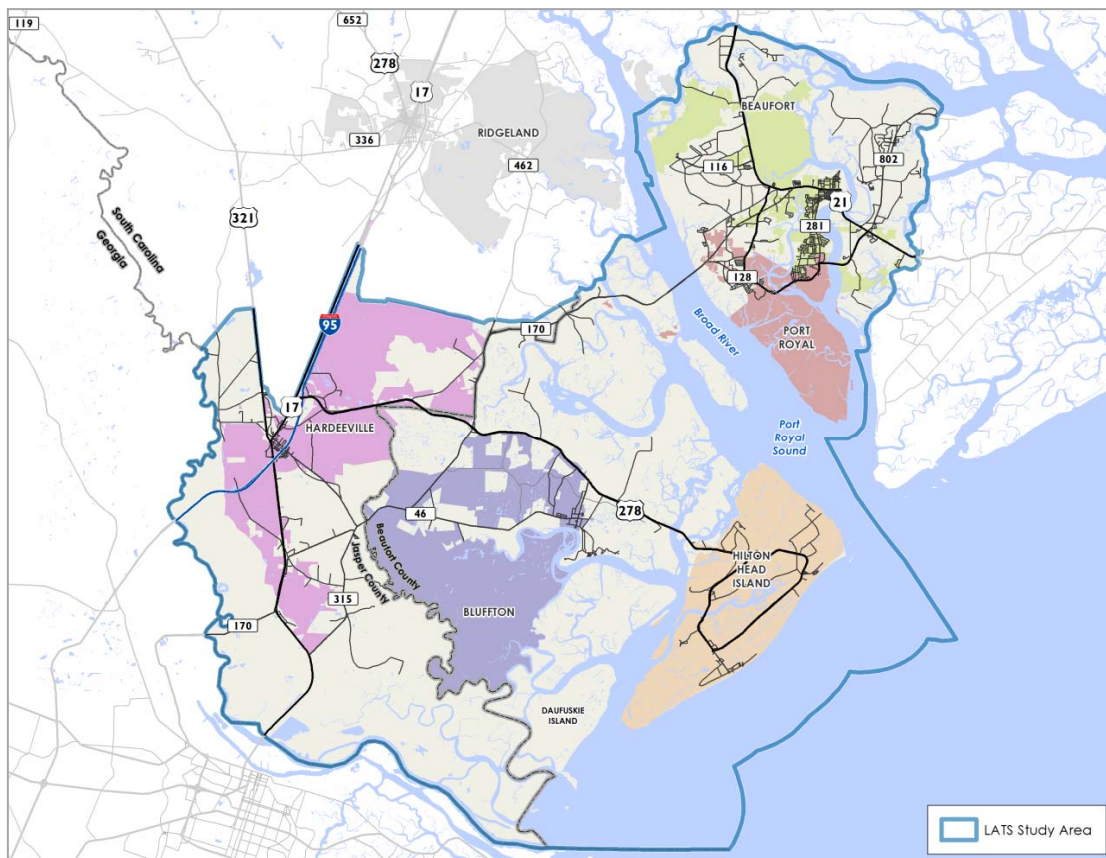 119
652
278
17
336
RIDGELAND
462
321
South Carolina
Georgia
INTERSTATE
95
BEAUFORT
116
802
21
281
128
PORT
ROYAL
Broad River
Port
Royal
Sound
170
17
HARDEEVILLE
46
278
Beaufort County
Jasper County
HILTON
HEAD
ISLAND
BLUFFTON
315
170
DAUFUSKIE
ISLAND
LATS Study Area